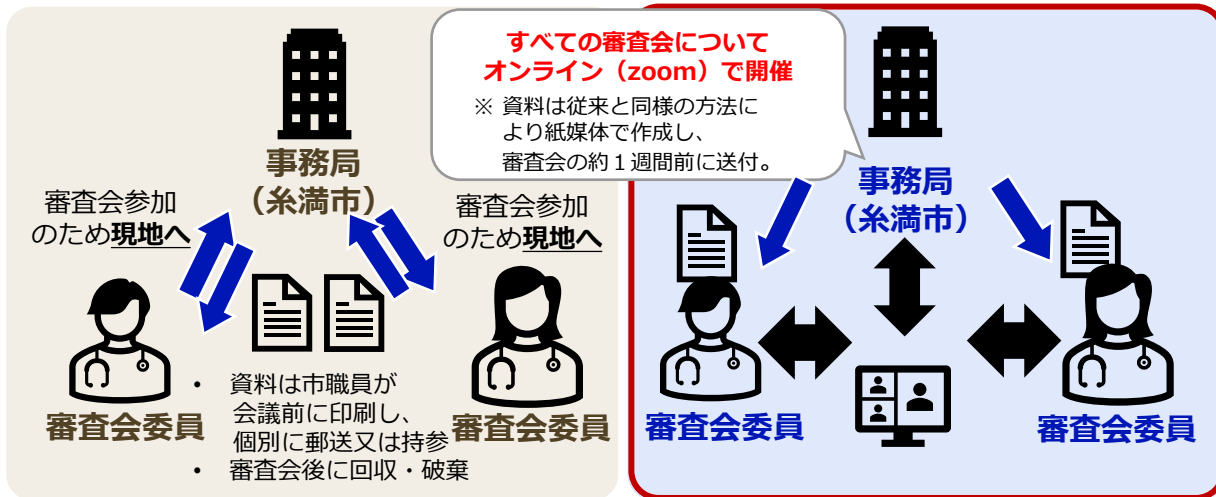 事務局
（糸満市）
審査会参加
のため現地へ
審査会参加
のため現地へ
審査会委員
審査会委員
・ 資料は市職員が
会議前に印刷し、
個別に郵送又は持参
・ 審査会後に回収・破棄
すべての審査会について
オンライン（zoom）で開催
※ 資料は従来と同様の方法に
より紙媒体で作成し、
審査会の約１週間前に送付。
事務局
（糸満市）
審査会委員
審査会委員